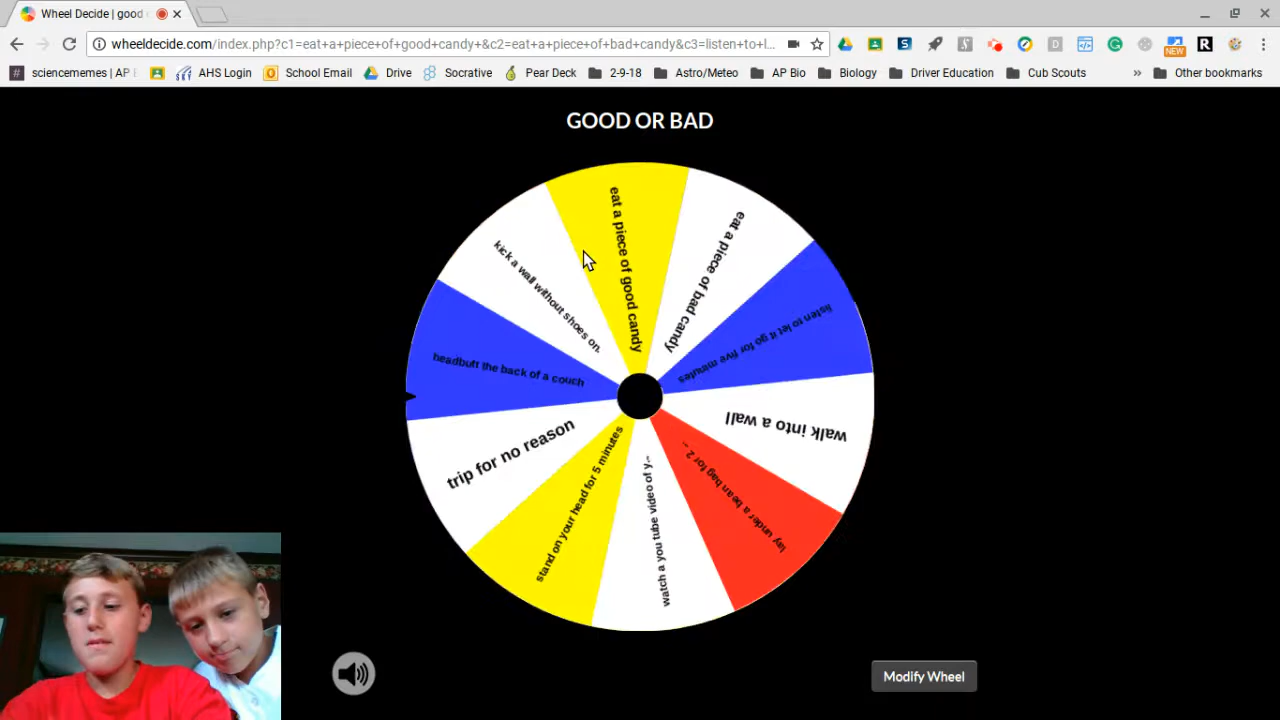 Wheel Decide | good
wheeldecide.com/index.php?c1=eat+a+piece+of+good+candy+&c2=eat+a+piece+of+bad+candy&c3=listen+to+l...
NEW
sciencememes | AP E
AHS Login
School Email
Drive
Socrative
Pear Deck
2-9-18
Astro/Meteo
AP Bio
Biology
Driver Education
Cub Scouts
»
Other bookmarks
GOOD OR BAD
eat a piece of good candy
eat a piece of bad candy
listen to let it go for five minutes
walk into a wall
lay under a bean bag for 2 ...
watch a you tube video of y...
stand on your head for 5 minutes
trip for no reason
headbutt the back of a couch
kick a wall without shoes on.
Modify Wheel